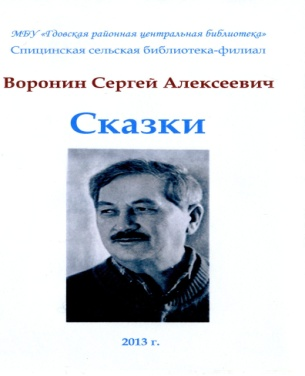 МБУ «Гдовская районная центральная библиотека»
Спицинская сельская библиотека-филиал
Воронин Сергей Алексеевич
Сказки
2013 г.